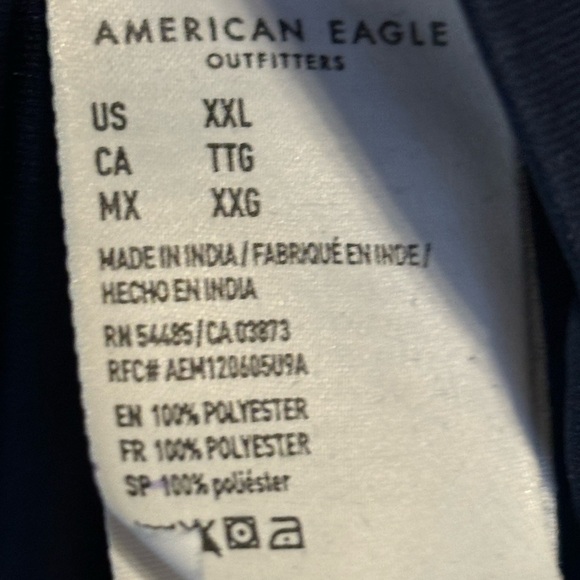 AMERICAN EAGLE
OUTFITTERS
US XXL
CA TTG
MX XXG
MADE IN INDIA / FABRIQUÉ EN INDE /
HECHO EN INDIA
RN 54485 / CA 03873
RFC# AEM120605U9A
EN 100% POLYESTER
FR 100% POLYESTER
SP 100% poliéster